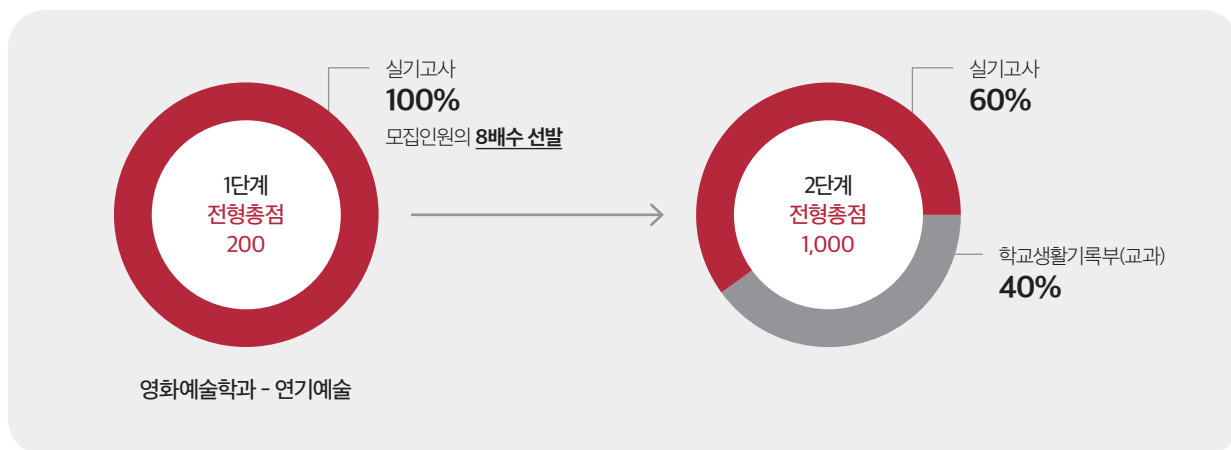 실기고사
100%
모집인원의 8배수 선발
1단계
전형총점
200
영화예술학과 - 연기예술
실기고사
60%
2단계
전형총점
1,000
학교생활기록부(교과)
40%